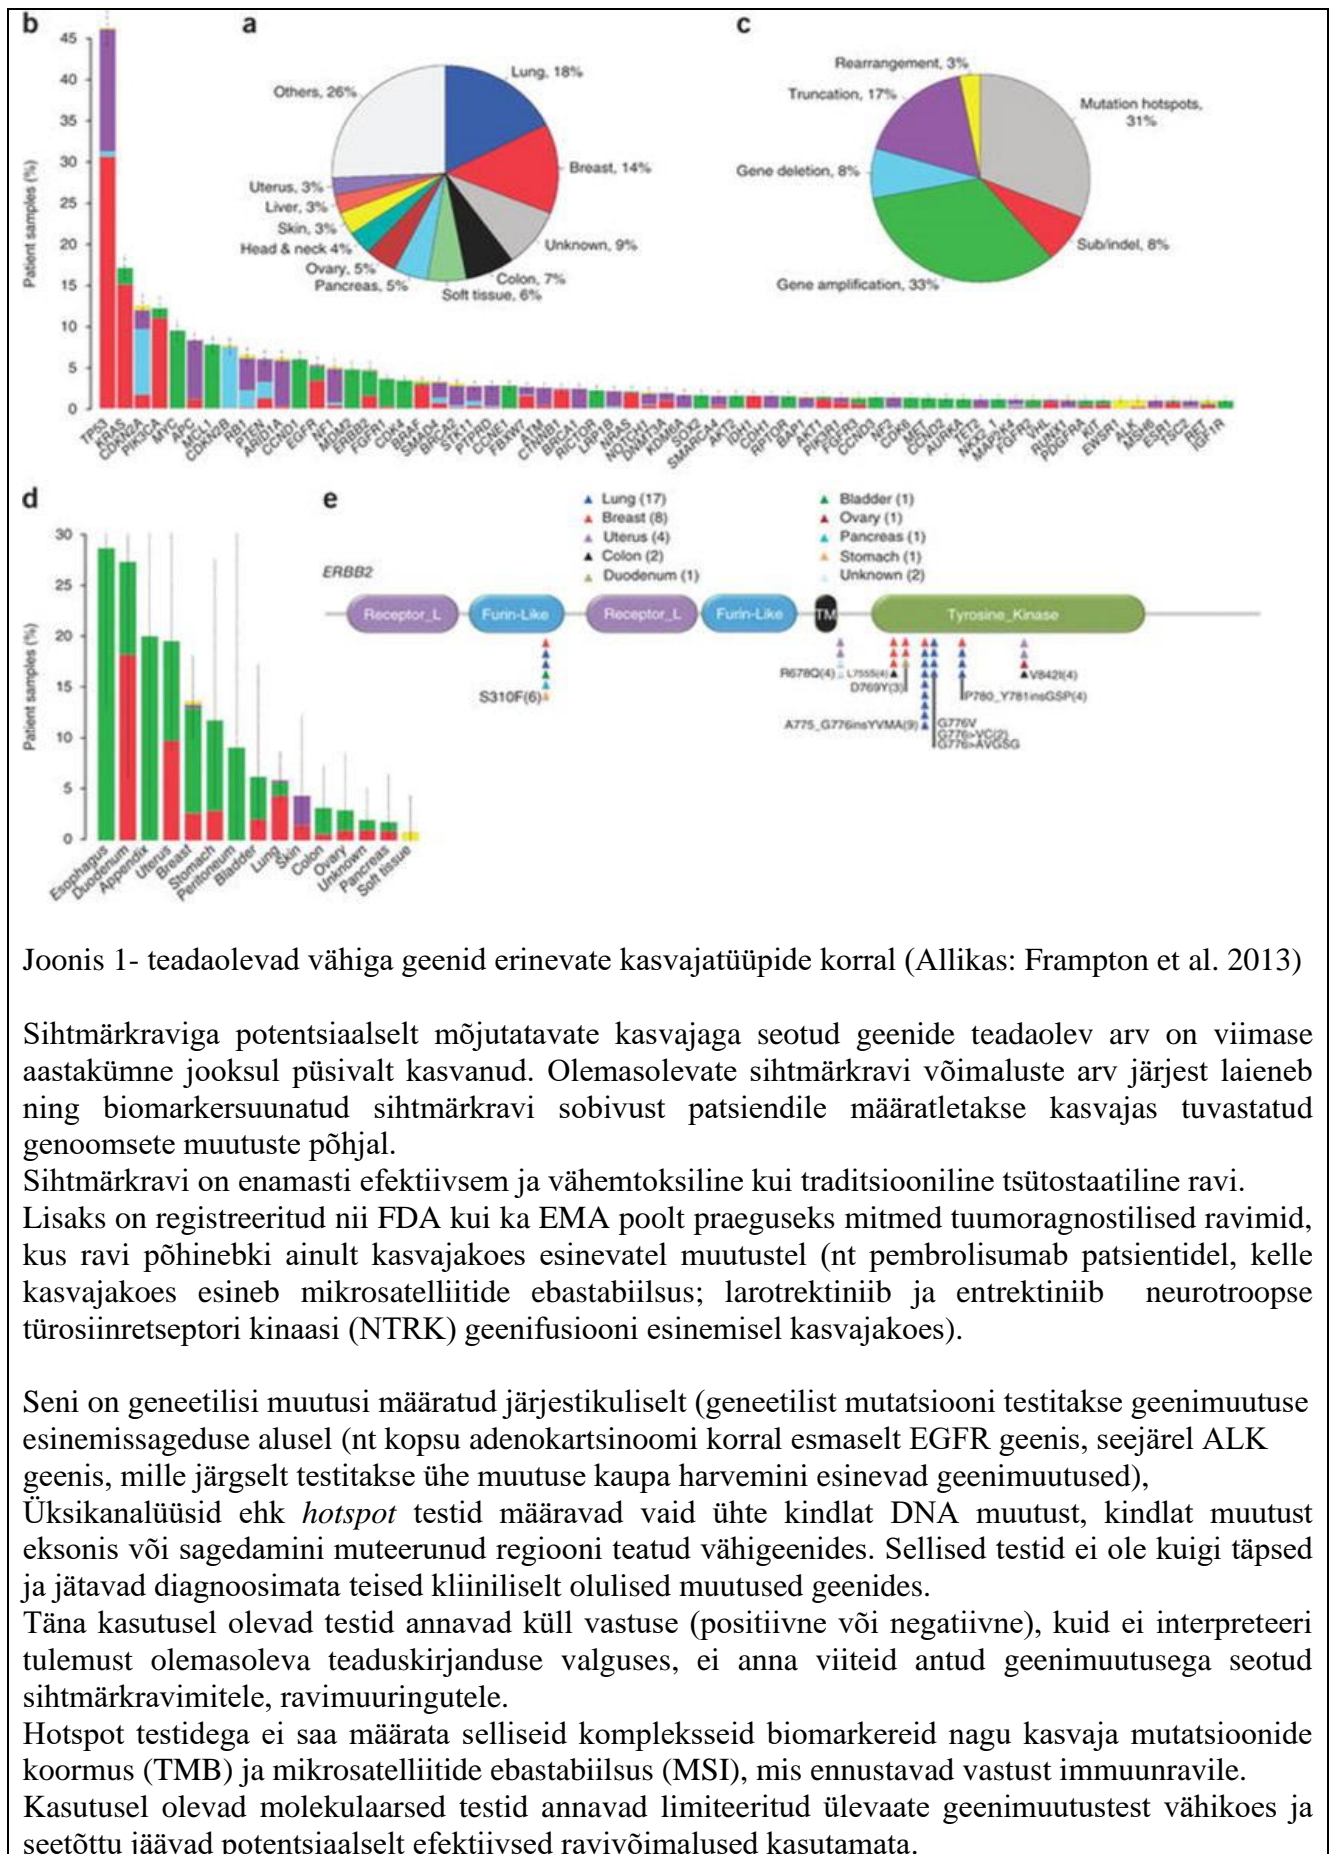 b
a
c
45
40
35
30
25
20
15
10
5
0
Patient samples (%)
Lung, 18%
Breast, 14%
Unknown, 9%
Colon, 7%
Soft tissue, 6%
Pancreas, 5%
Ovary, 5%
Head & neck 4%
Skin, 3%
Liver, 3%
Uterus, 3%
Others, 26%
Rearrangement, 3%
Truncation, 17%
Gene deletion, 8%
Gene amplification, 33%
Sub/indel, 8%
Mutation hotspots,
31%
TP53
KRAS
CDKN2A
PIK3CA
MYC
APC
MCL1
CDKN2B
RB1
PTEN
ARID1A
CCND1
EGFR
NF1
MDM2
ERBB2
FGFR1
CDK4
BRAF
SMAD4
BRCA2
STK11
PTPRD
CCNE1
FBXW7
ATM
CTNNB1
BRCA1
RICTOR
LRP1B
NRAS
NOTCH1
DNMT3A
KDM6A
SOX2
SMARCA4
AKT2
IDH1
CDH1
RPTOR
BAP1
AKT1
PIK3R1
FGFR3
CCND3
NF2
CDK6
MET
CCND2
AURKA
TET2
NKX2-1
MAP2K4
FGFR2
VHL
RUNX1
PDGFRA
KIT
EWSR1
ALK
MSH6
ESR1
TSC2
RET
IGF1R
d
30
25
20
15
10
5
0
Patient samples (%)
Esophagus
Duodenum
Appendix
Uterus
Breast
Stomach
Peritoneum
Bladder
Lung
Skin
Colon
Ovary
Unknown
Pancreas
Soft tissue
e
Lung (17)
Breast (8)
Uterus (4)
Colon (2)
Duodenum (1)
Bladder (1)
Ovary (1)
Pancreas (1)
Stomach (1)
Unknown (2)
ERBB2
Receptor_L
Furin-Like
Receptor_L
Furin-Like
TM
Tyrosine_Kinase
S310F(6)
R678Q(4)
L755S(4)
D769Y(3)
A775_G776insYVMA(9)
G776V
G776>VC(2)
G776>AVGSG
P780_Y781insGSP(4)
V842I(4)
Joonis 1- teadaolevad vähiga geenid erinevate kasvajatüüpide korral (Allikas: Frampton et al. 2013)
Sihtmärkraviga potentsiaalselt mõjutatavate kasvajaga seotud geenide teadaolev arv on viimase
aastakümne jooksul püsivalt kasvanud. Olemasolevate sihtmärkravi võimaluste arv järjest laieneb
ning biomarkersuunatud sihtmärkravi sobivust patsiendile määratletakse kasvajas tuvastatud
genoomsete muutuste põhjal.
Sihtmärkravi on enamasti efektiivsem ja vähemtoksiline kui traditsiooniline tsütostaatiline ravi.
Lisaks on registreeritud nii FDA kui ka EMA poolt praeguseks mitmed tuumoragnostilised ravimid,
kus ravi põhinebki ainult kasvajakoes esinevatel muutustel (nt pembrolisumab patsientidel, kelle
kasvajakoes esineb mikrosatelliitide ebastabiilsus; larotrektiniib ja entrektiniib neurotroopse
türosiinretseptori kinaasi (NTRK) geenifusiooni esinemisel kasvajakoes).
Seni on geneetilisi muutusi määratud järjestikuliselt (geneetilist mutatsiooni testitakse geenimuutuse
esinemissageduse alusel (nt kopsu adenokartsinoomi korral esmaselt EGFR geenis, seejärel ALK
geenis, mille järgselt testitakse ühe muutuse kaupa harvemini esinevad geenimuutused),
Üksikanalüüsid ehk hotspot testid määravad vaid ühte kindlat DNA muutust, kindlat muutust
eksonis või sagedamini muteerunud regiooni teatud vähigeenides. Sellised testid ei ole kuigi täpsed
ja jätavad diagnoosimata teised kliiniliselt olulised muutused geenides.
Täna kasutusel olevad testid annavad küll vastuse (positiivne või negatiivne), kuid ei interpreteeri
tulemust olemasoleva teaduskirjanduse valguses, ei anna viiteid antud geenimuutusega seotud
sihtmärkravimitele, ravimuuringutele.
Hotspot testidega ei saa määrata selliseid kompleksseid biomarkereid nagu kasvaja mutatsioonide
koormus (TMB) ja mikrosatelliitide ebastabiilsus (MSI), mis ennustavad vastust immuunravile.
Kasutusel olevad molekulaarsed testid annavad limiteeritud ülevaate geenimuutustest vähikoes ja
seetõttu jäävad potentsiaalselt efektiivsed ravivõimalused kasutamata.